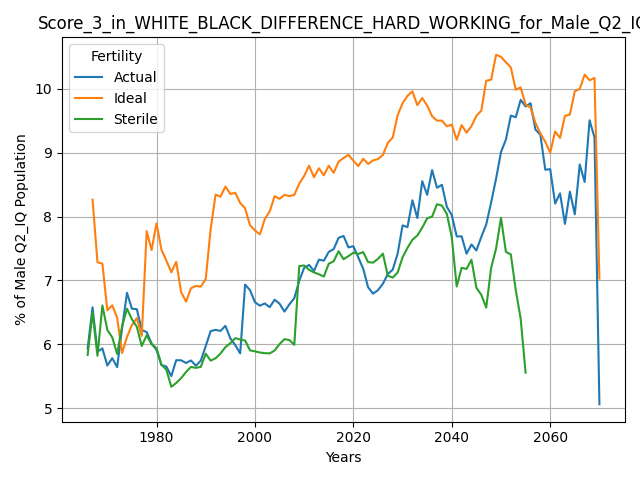 Score_3_in_WHITE_BLACK_DIFFERENCE_HARD_WORKING_for_Male_Q2_IQ
Fertility
Actual
Ideal
Sterile
% of Male Q2_IQ Population
10
9
8
7
6
5
1980 2000 2020 2040 2060
Years